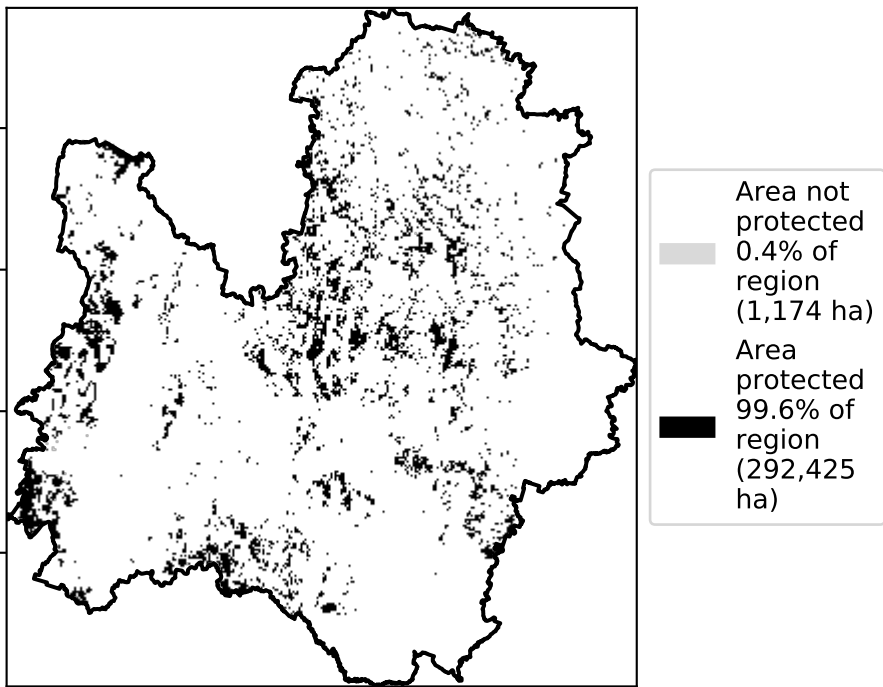 Area not
protected
0.4% of
region
(1,174 ha)
Area
protected
99.6% of
region
(292,425
ha)